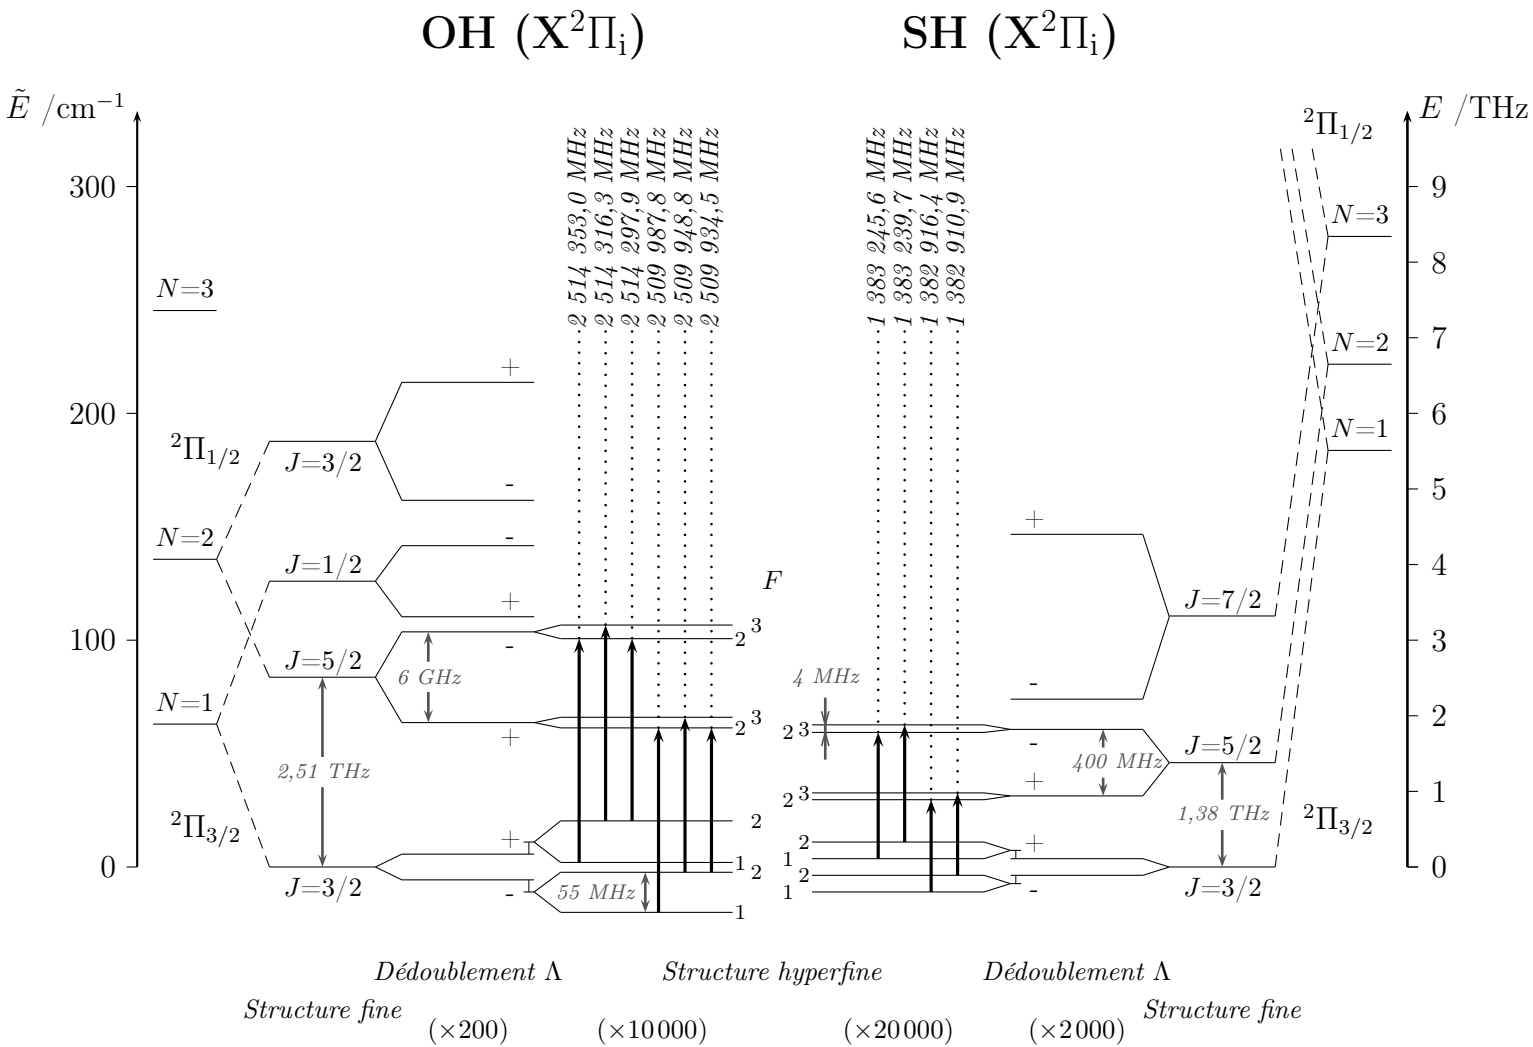 OH (X²Πᵢ)
SH (X²Πᵢ)
Ẽ /cm⁻¹
300
200
100
0
E /THz
9
8
7
6
5
4
3
2
1
0
N=3
N=2
N=1
²Π₁/₂
²Π₃/₂
J=3/2
J=1/2
J=5/2
J=3/2
2,51 THz
+
-
-
+
-
+
+
-
6 GHz
55 MHz
2 514 353,0 MHz
2 514 316,3 MHz
2 514 297,9 MHz
2 509 987,8 MHz
2 509 948,8 MHz
2 509 934,5 MHz
F
3
2
3
2
2
1
2
1
1 383 245,6 MHz
1 383 239,7 MHz
1 382 916,4 MHz
1 382 910,9 MHz
4 MHz
2 3
2 3
2
1
2
1
+
-
-
+
+
-
400 MHz
J=7/2
J=5/2
1,38 THz
J=3/2
²Π₁/₂
N=3
N=2
N=1
²Π₃/₂
Dédoublement Λ
Structure hyperfine
Dédoublement Λ
Structure fine
Structure fine
(×200)
(×10 000)
(×20 000)
(×2 000)